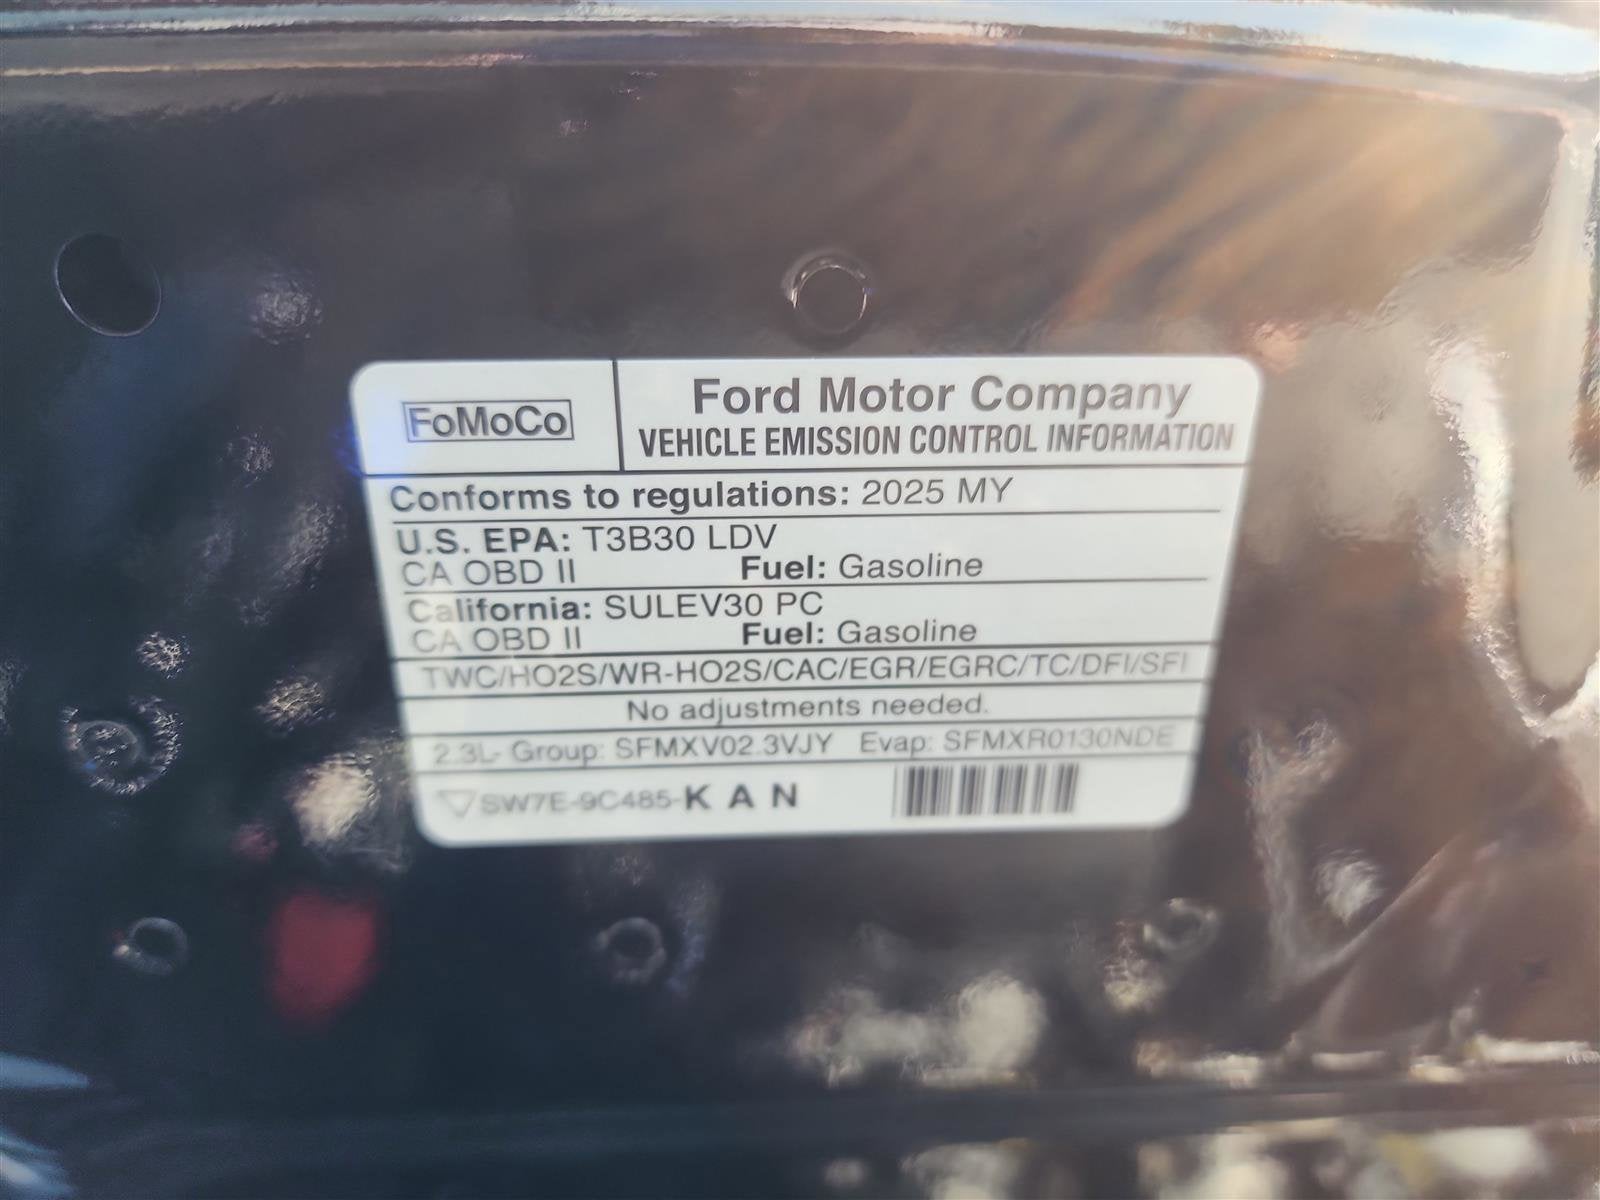 FoMoCo
Ford Motor Company
VEHICLE EMISSION CONTROL INFORMATION
Conforms to regulations: 2025 MY
U.S. EPA: T3B30 LDV
CA OBD II Fuel: Gasoline
California: SULEV30 PC
CA OBD II Fuel: Gasoline
TWC/HO2S/WR-HO2S/CAC/EGR/EGRC/TC/DFI/SFI
No adjustments needed.
2.3L- Group: SFMXV02.3VJY Evap: SFMXR0130NDE
SW7E-9C485-K A N